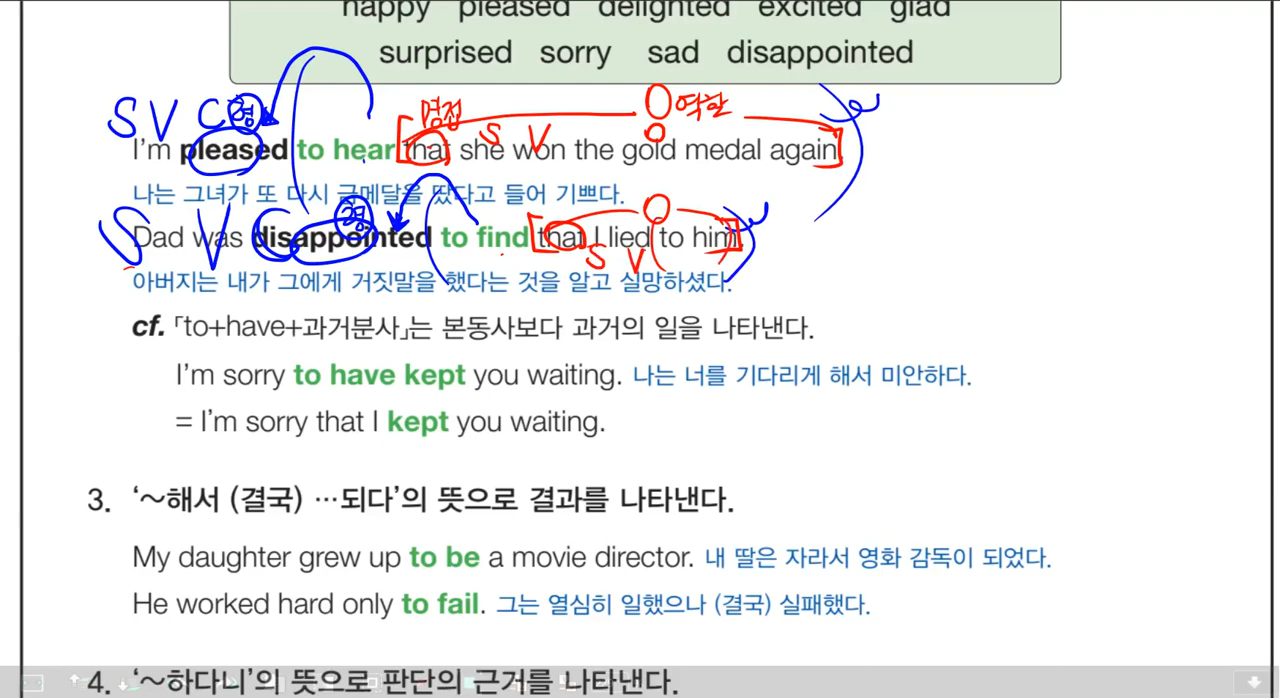 happy pleased delighted excited glad
surprised sorry sad disappointed
S V C 형 명접 S V O 역할
I'm pleased to hear that she won the gold medal again.
나는 그녀가 또 다시 금메달을 땄다고 들어 기쁘다.
S V C 형 O
Dad was disappointed to find that I lied to him.
S V
아버지는 내가 그에게 거짓말을 했다는 것을 알고 실망하셨다.
cf. 「to+have+과거분사」는 본동사보다 과거의 일을 나타낸다.
I'm sorry to have kept you waiting. 나는 너를 기다리게 해서 미안하다.
= I'm sorry that I kept you waiting.
3. '～해서 (결국) …되다'의 뜻으로 결과를 나타낸다.
My daughter grew up to be a movie director. 내 딸은 자라서 영화 감독이 되었다.
He worked hard only to fail. 그는 열심히 일했으나 (결국) 실패했다.
4. '～하다니'의 뜻으로 판단의 근거를 나타낸다.